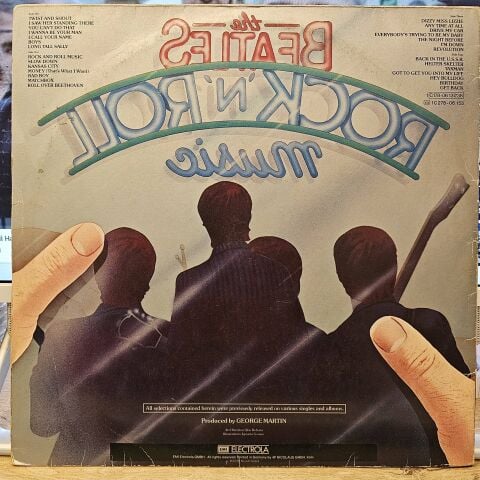 TWIST AND SHOUT
I SAW HER STANDING THERE
YOU CAN'T DO THAT
I WANNA BE YOUR MAN
I CALL YOUR NAME
BOYS
LONG TALL SALLY
ROCK AND ROLL MUSIC
SLOW DOWN
KANSAS CITY
MONEY (That's What I Want)
BAD BOY
MATCHBOX
ROLL OVER BEETHOVEN
DIZZY MISS LIZZIE
ANY TIME AT ALL
DRIVE MY CAR
EVERYBODY'S TRYING TO BE MY BABY
THE NIGHT BEFORE
I'M DOWN
REVOLUTION
BACK IN THE U.S.S.R.
HELTER SKELTER
TAXMAN
GOT TO GET YOU INTO MY LIFE
HEY BULLDOG
BIRTHDAY
GET BACK
the
BEATLES
ROCK 'N' ROLL
music
All selections contained herein were previously released on various singles and albums.
Produced by GEORGE MARTIN
EMI ELECTROLA